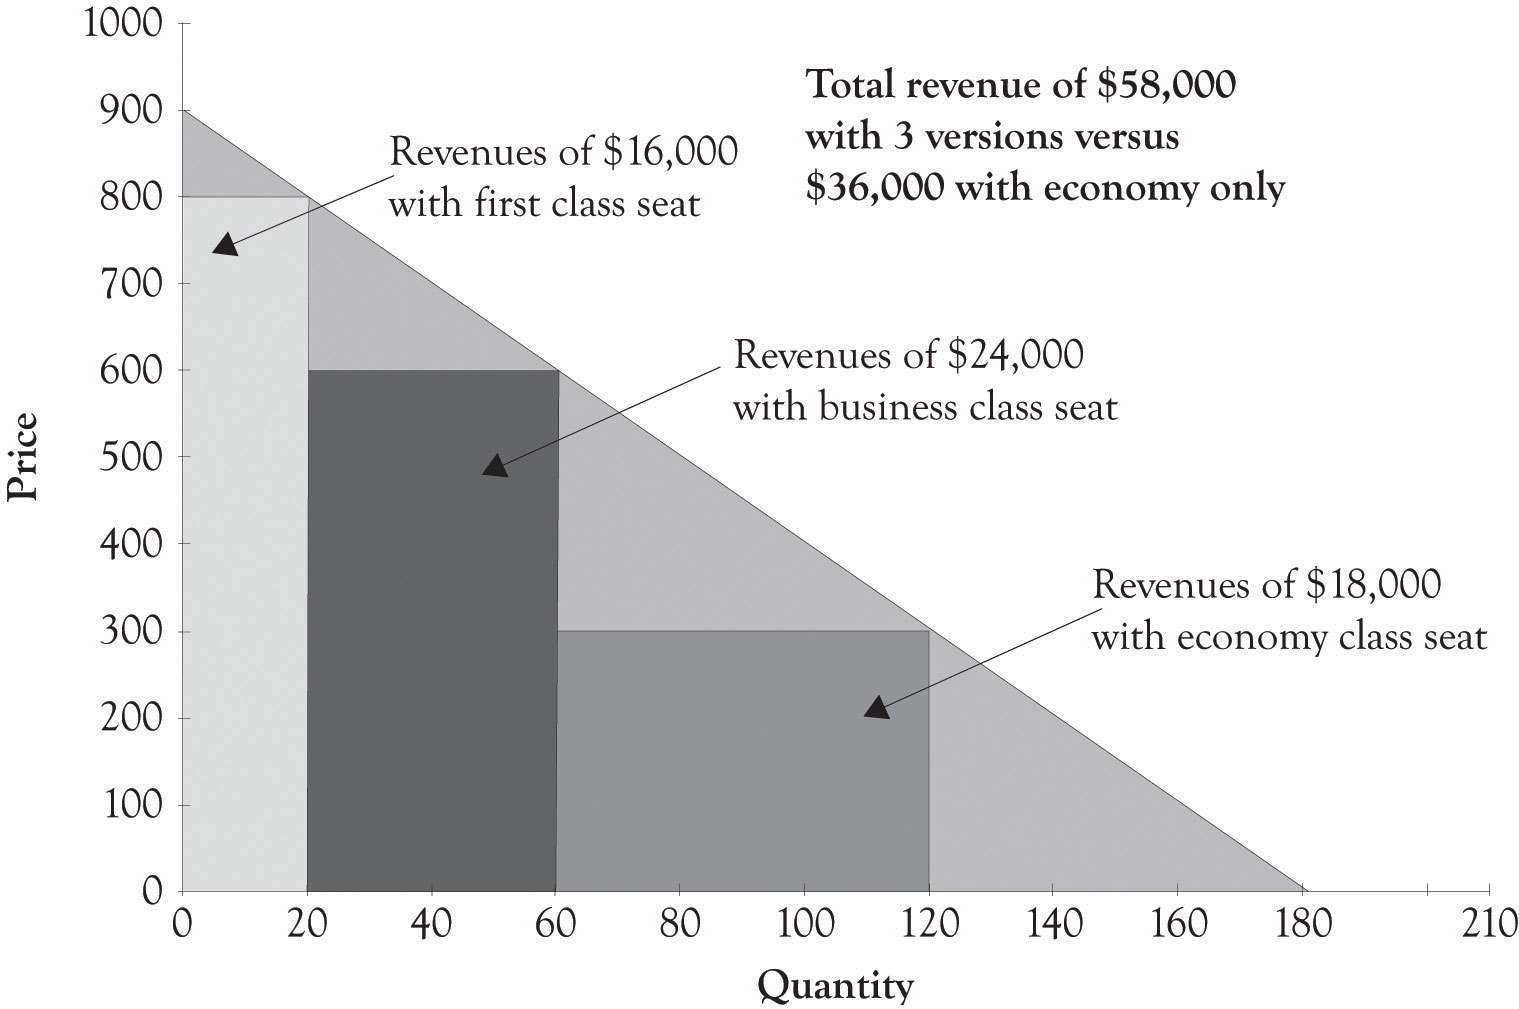 1000
900
800
700
600
500
400
300
200
100
0
Price
Total revenue of $58,000
with 3 versions versus
$36,000 with economy only
Revenues of $16,000
with first class seat
Revenues of $24,000
with business class seat
Revenues of $18,000
with economy class seat
0 20 40 60 80 100 120 140 160 180 210
Quantity